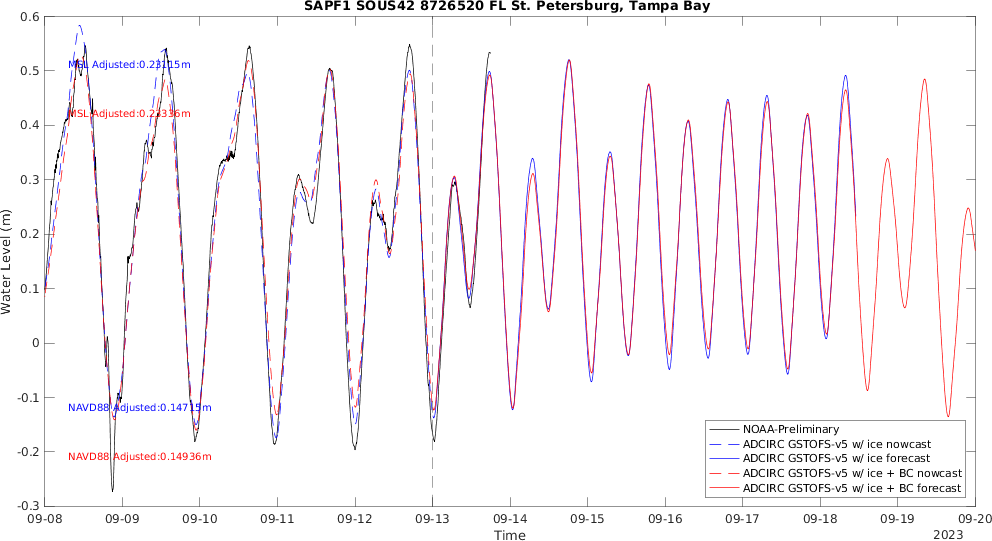 SAPF1 SOUS42 8726520 FL St. Petersburg, Tampa Bay
0.6
0.5
0.4
0.3
0.2
0.1
0
-0.1
-0.2
-0.3
Water Level (m)
MSL Adjusted:0.23115m
MSL Adjusted:0.23336m
NAVD88 Adjusted:0.14715m
NAVD88 Adjusted:0.14936m
NOAA-Preliminary
ADCIRC GSTOFS-v5 w/ ice nowcast
ADCIRC GSTOFS-v5 w/ ice forecast
ADCIRC GSTOFS-v5 w/ ice + BC nowcast
ADCIRC GSTOFS-v5 w/ ice + BC forecast
09-08 09-09 09-10 09-11 09-12 09-13 09-14 09-15 09-16 09-17 09-18 09-19 09-20
Time
2023